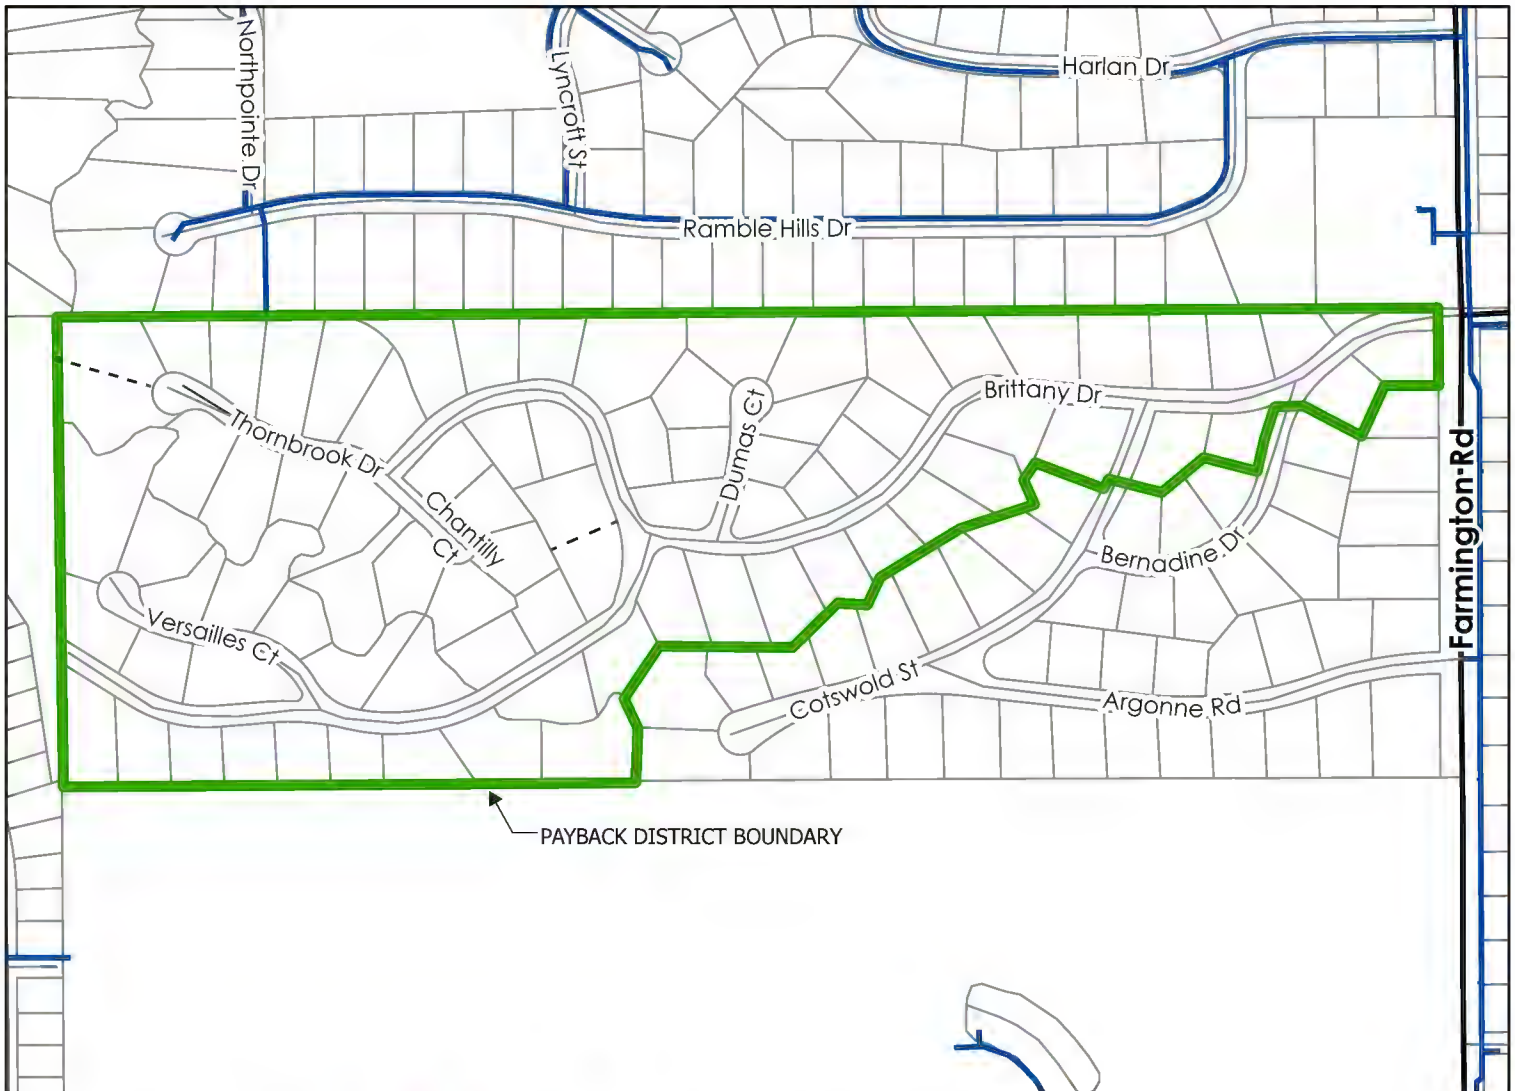 Northpointe Dr
Lyncroft St
Harlan Dr
Ramble Hills Dr
Brittany Dr
Dumas Ct
Thornbrook Dr
Chantilly
Ct
Farmington Rd
Bernadine Dr
Versailles Ct
Cotswold St
Argonne Rd
PAYBACK DISTRICT BOUNDARY